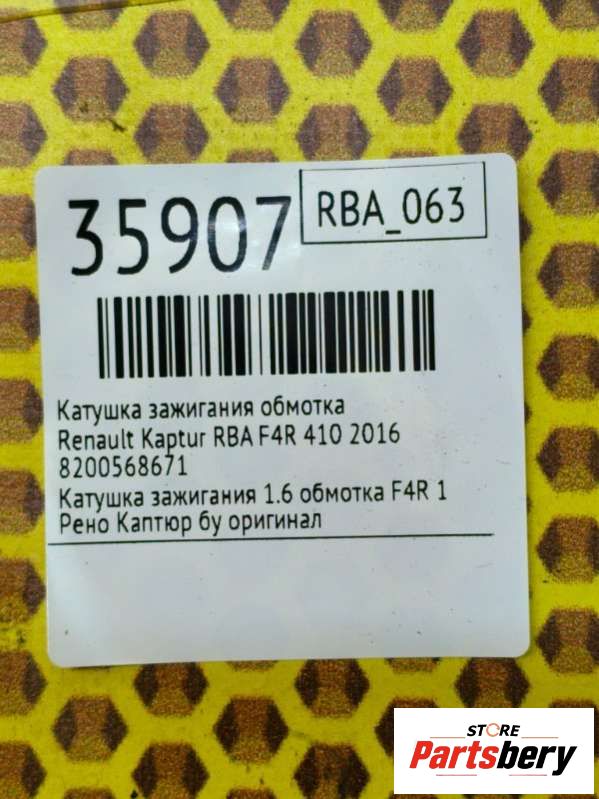 35907
RBA_063
Катушка зажигания обмотка
Renault Kaptur RBA F4R 410 2016
8200568671
Катушка зажигания 1.6 обмотка F4R 1
Рено Каптюр бу оригинал
STORE
Partsbery